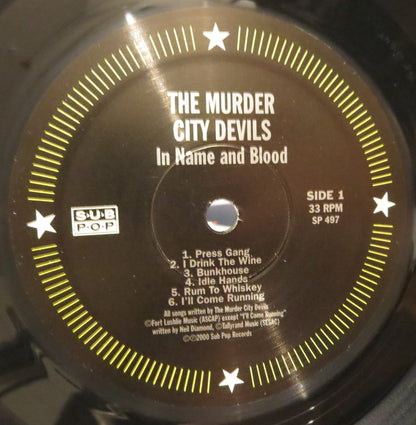 THE MURDER
CITY DEVILS
In Name and Blood
SIDE 1
33 RPM
SP 497
SUB
POP
1. Press Gang
2. I Drink The Wine
3. Bunkhouse
4. Idle Hands
5. Rum To Whiskey
6. I'll Come Running
All songs written by The Murder City Devils
©Fort Lushlie Music (ASCAP) except "I'll Come Running"
written by Neil Diamond, ©Tallyrand Music (SESAC)
©℗2000 Sub Pop Records